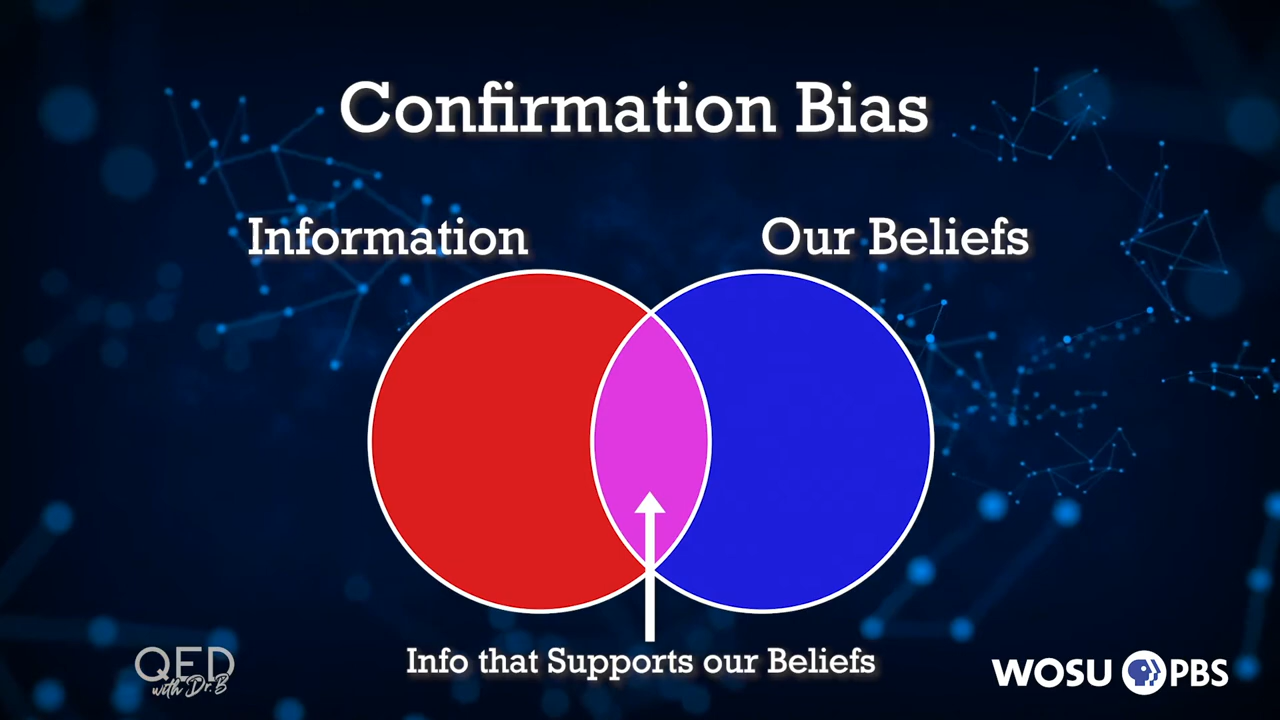 Confirmation Bias
Information
Our Beliefs
Info that Supports our Beliefs
QED
with Dr. B
WOSU PBS